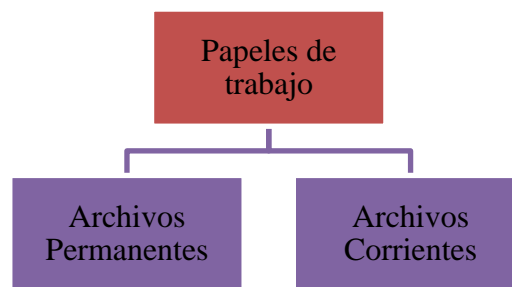 Papeles de
trabajo
Archivos
Permanentes
Archivos
Corrientes